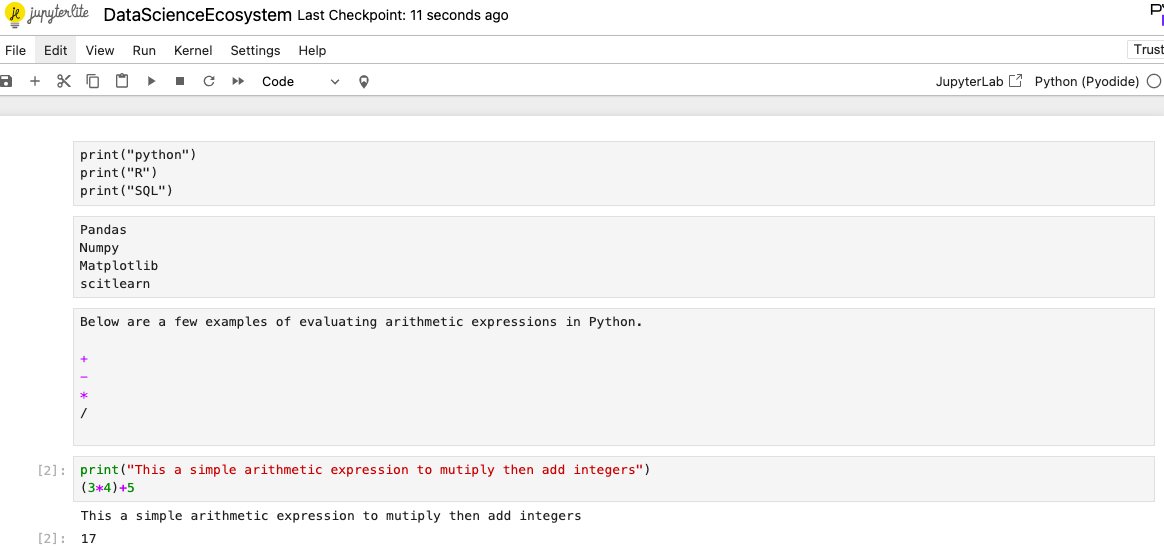 jupyterlite DataScienceEcosystem Last Checkpoint: 11 seconds ago
File Edit View Run Kernel Settings Help Trust
Code JupyterLab Python (Pyodide)
print("python")
print("R")
print("SQL")
Pandas
Numpy
Matplotlib
scitlearn
Below are a few examples of evaluating arithmetic expressions in Python.
+
-
*
/
[2]: print("This a simple arithmetic expression to mutiply then add integers")
(3*4)+5
This a simple arithmetic expression to mutiply then add integers
[2]: 17